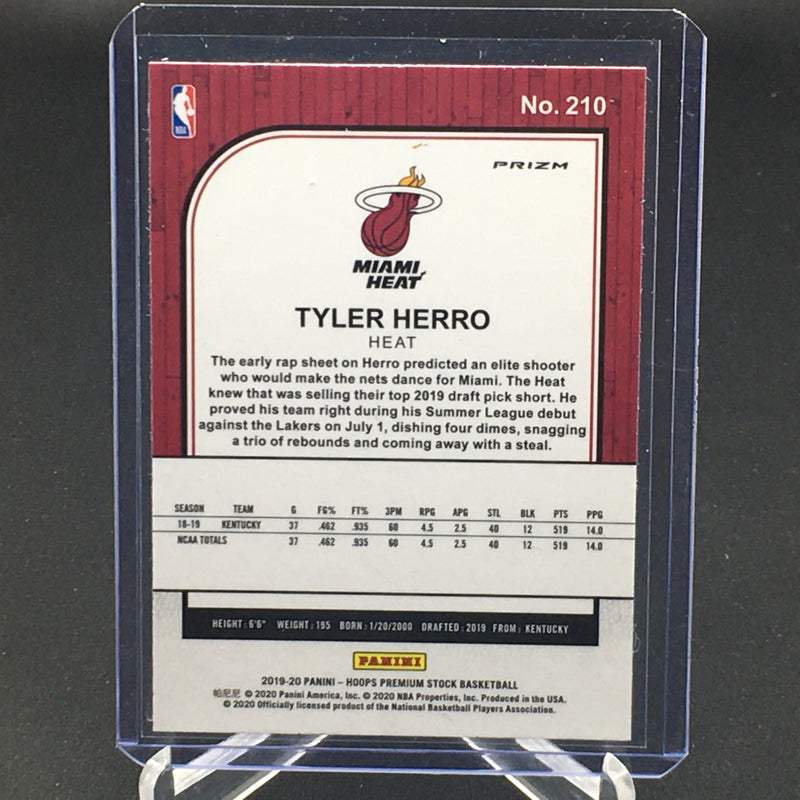 NBA
No. 210
PRIZM
MIAMI
HEAT
TYLER HERRO
HEAT
The early rap sheet on Herro predicted an elite shooter
who would make the nets dance for Miami. The Heat
knew that was selling their top 2019 draft pick short. He
proved his team right during his Summer League debut
against the Lakers on July 1, dishing four dimes, snagging
a trio of rebounds and coming away with a steal.
SEASON TEAM G FG% FT% 3PM RPG APG STL BLK PTS PPG
18-19 KENTUCKY 37 .462 .935 60 4.5 2.5 40 12 519 14.0
NCAA TOTALS 37 .462 .935 60 4.5 2.5 40 12 519 14.0
HEIGHT: 6'6" WEIGHT: 195 BORN: 1/20/2000 DRAFTED: 2019 FROM: KENTUCKY
PANINI
2019-20 PANINI – HOOPS PREMIUM STOCK BASKETBALL
帕尼尼 © 2020 Panini America, Inc. © 2020 NBA Properties, Inc. Produced in the USA.
© 2020 Officially licensed product of the National Basketball Players Association.